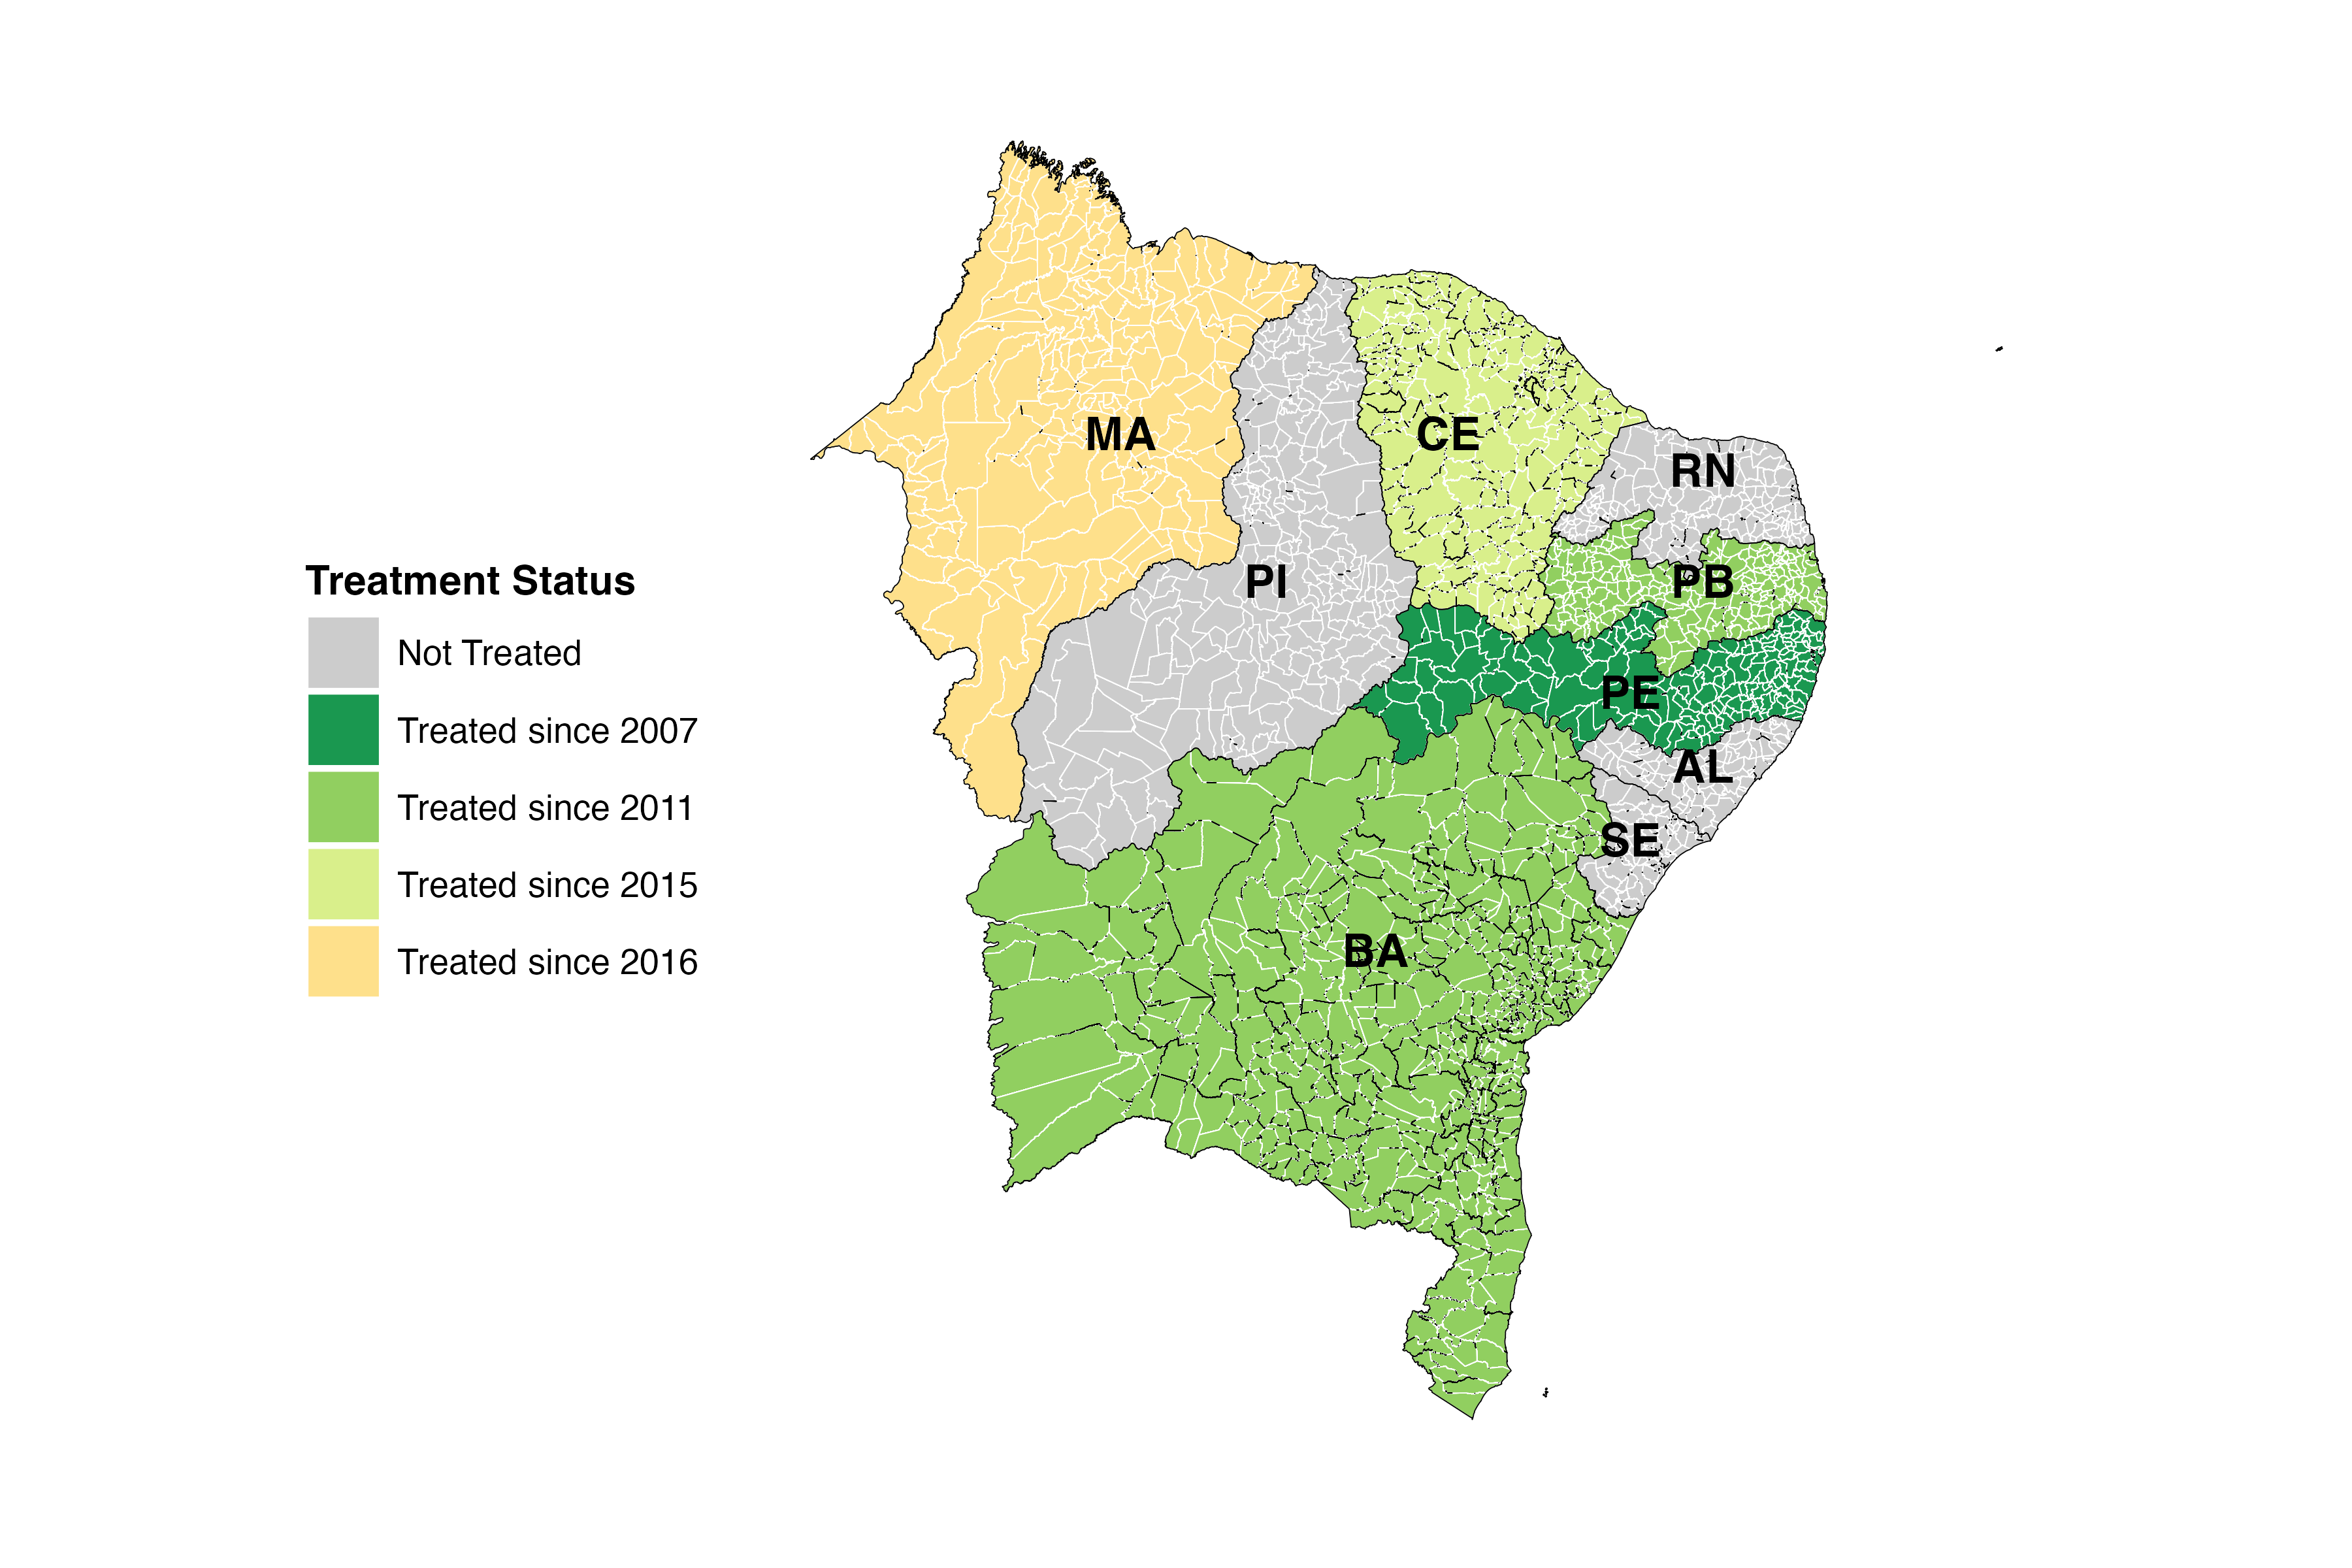 MA
CE
RN
PI
PB
PE
AL
SE
BA
Treatment Status
Not Treated
Treated since 2007
Treated since 2011
Treated since 2015
Treated since 2016